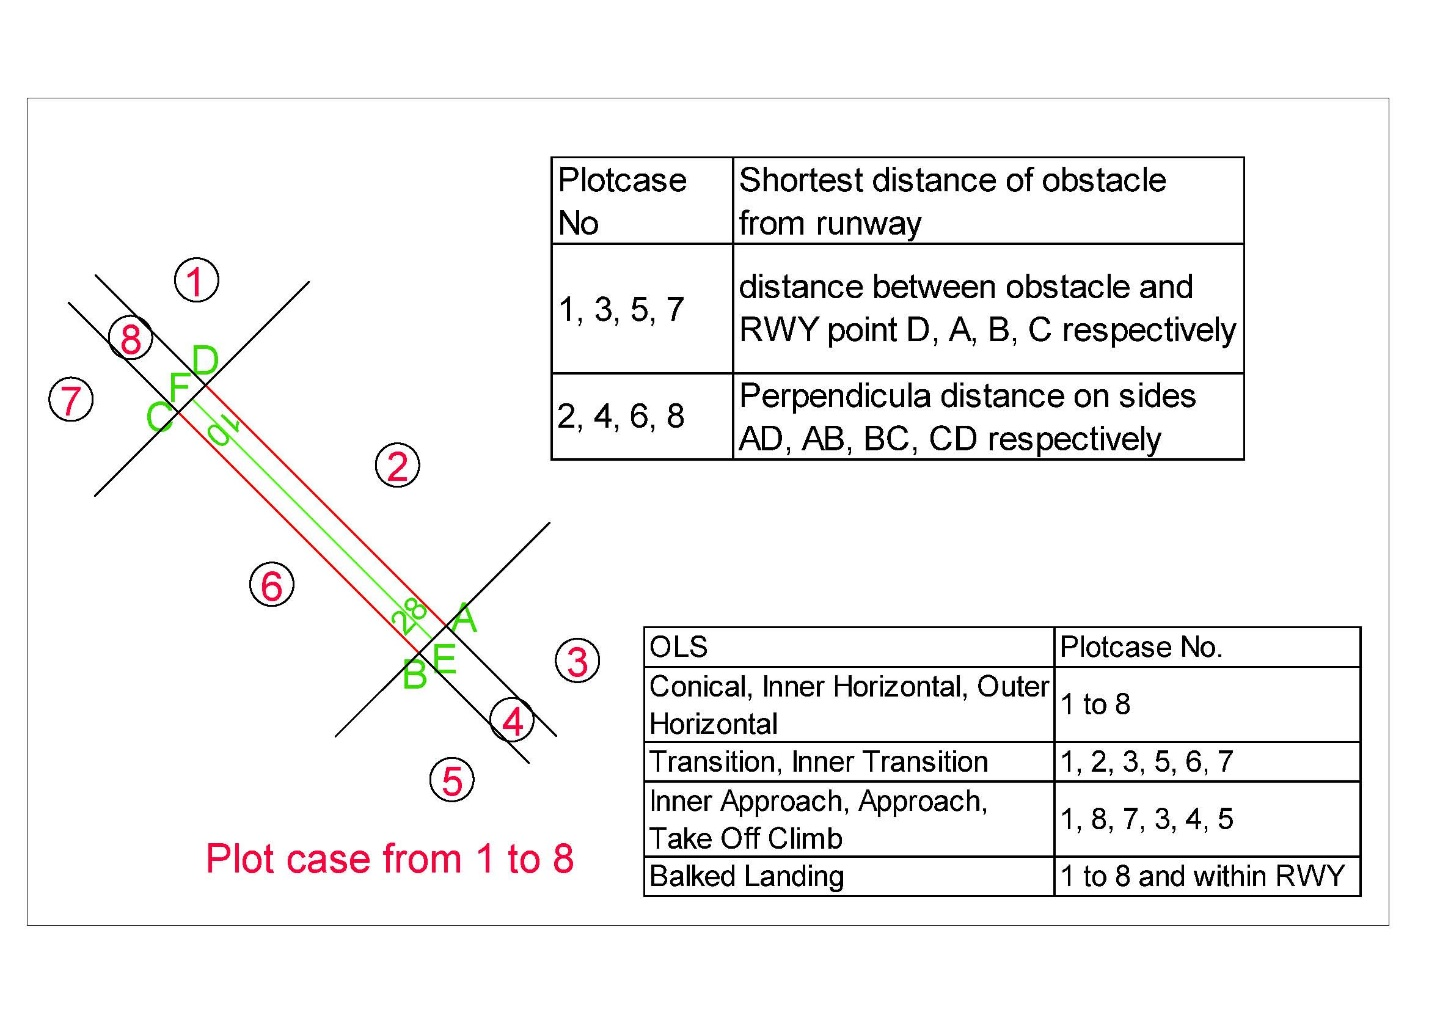 Plotcase
No
Shortest distance of obstacle
from runway
1, 3, 5, 7
distance between obstacle and
RWY point D, A, B, C respectively
2, 4, 6, 8
Perpendicula distance on sides
AD, AB, BC, CD respectively
1
8
D
F
7
C
10
2
6
28
A
B
E
3
4
5
Plot case from 1 to 8
OLS
Plotcase No.
Conical, Inner Horizontal, Outer
Horizontal
1 to 8
Transition, Inner Transition
1, 2, 3, 5, 6, 7
Inner Approach, Approach,
Take Off Climb
1, 8, 7, 3, 4, 5
Balked Landing
1 to 8 and within RWY